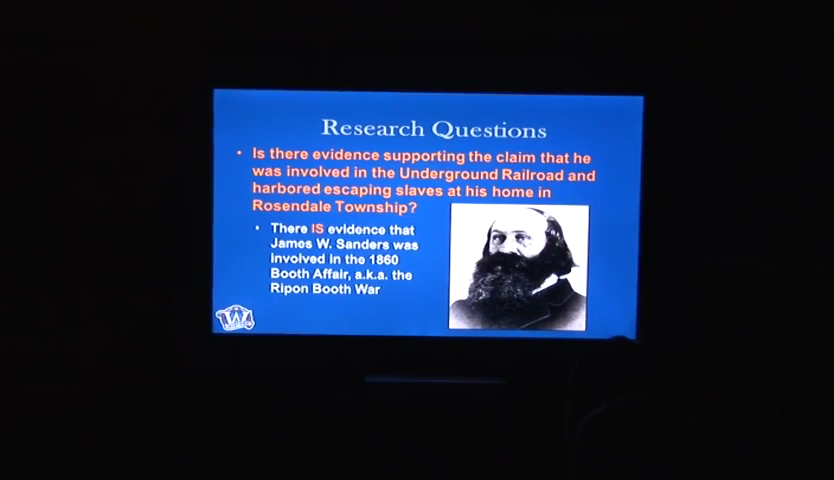 Research Questions
• Is there evidence supporting the claim that he
was involved in the Underground Railroad and
harbored escaping slaves at his home in
Rosendale Township?
• There IS evidence that
James W. Sanders was
involved in the 1860
Booth Affair, a.k.a. the
Ripon Booth War
W